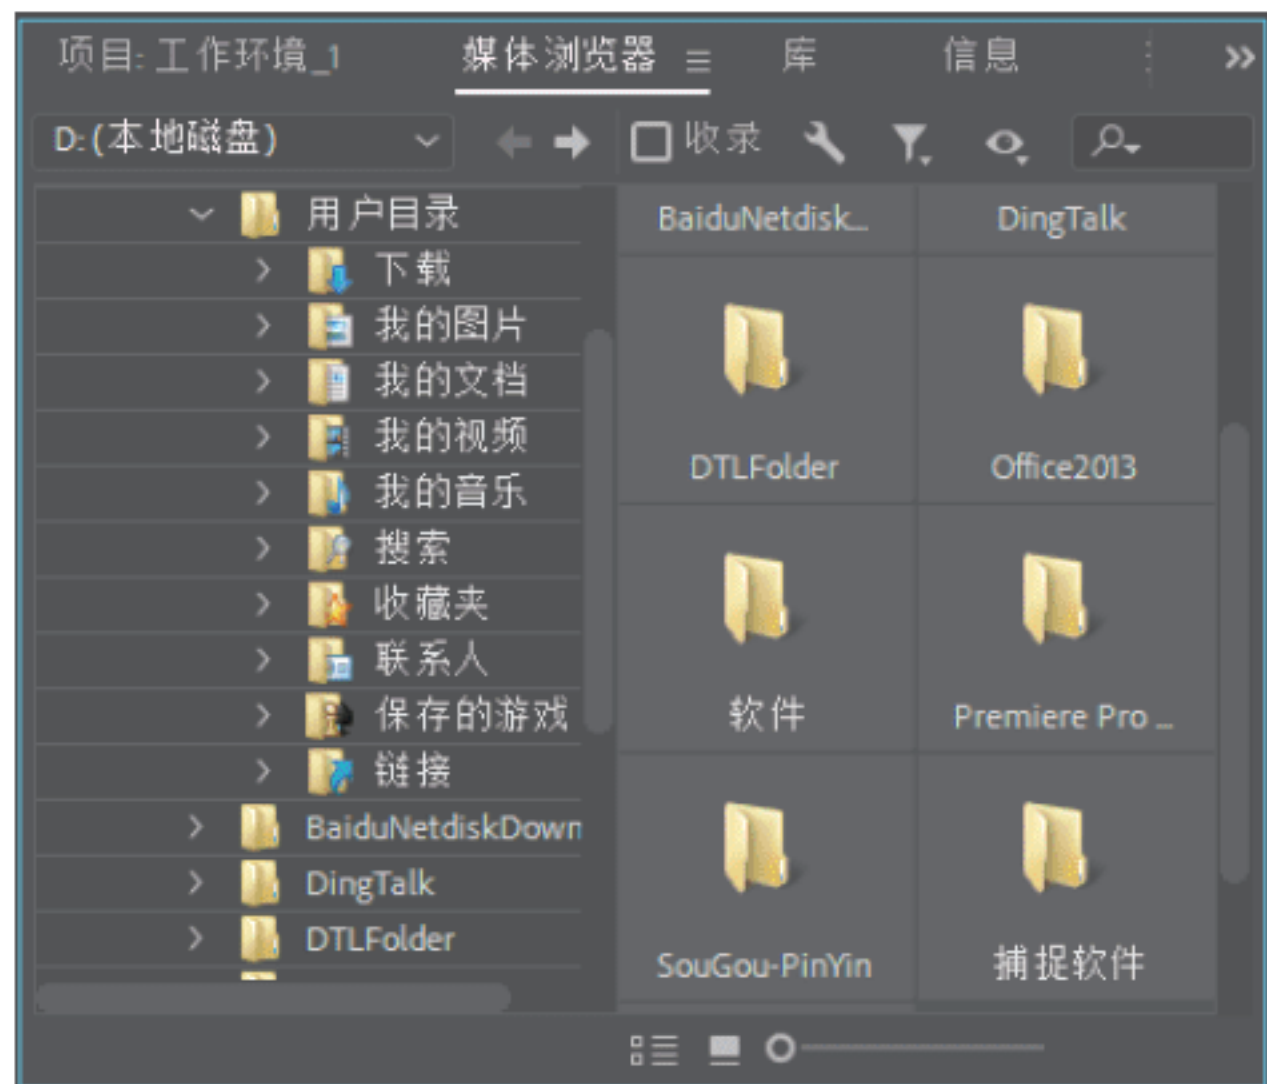 项目: 工作环境_1 媒体浏览器 库 信息
D: (本地磁盘) 收录
用户目录
下载
我的图片
我的文档
我的视频
我的音乐
搜索
收藏夹
联系人
保存的游戏
链接
BaiduNetdiskDown
DingTalk
DTLFolder
BaiduNetdisk... DingTalk
DTLFolder Office2013
软件 Premiere Pro ...
SouGou-PinYin 捕捉软件